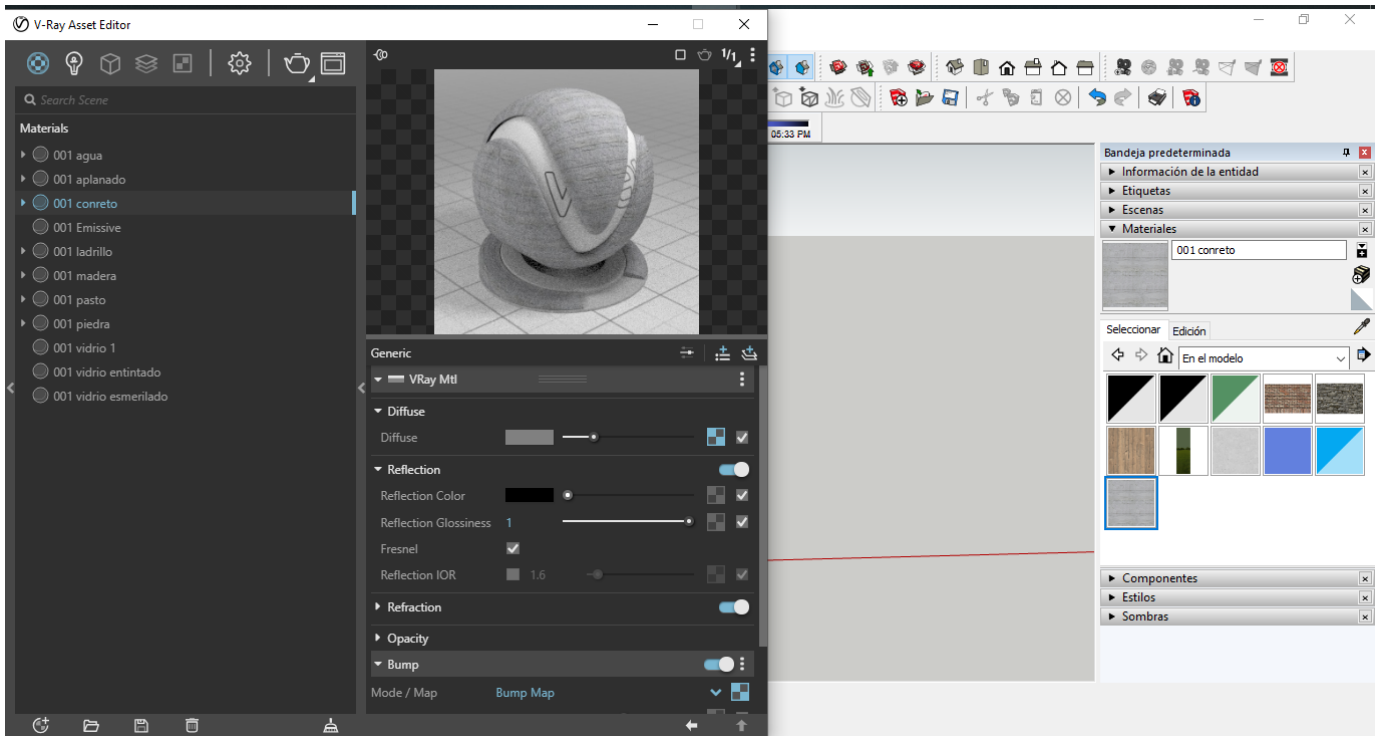 V-Ray Asset Editor
1/1
Search Scene
Materials
001 agua
001 aplanado
001 conreto
001 Emissive
001 ladrillo
001 madera
001 pasto
001 piedra
001 vidrio 1
001 vidrio entintado
001 vidrio esmerilado
Generic
VRay Mtl
Diffuse
Diffuse
Reflection
Reflection Color
Reflection Glossiness 1
Fresnel
Reflection IOR 1.6
Refraction
Opacity
Bump
Mode / Map Bump Map
05:33 PM
Bandeja predeterminada
Información de la entidad
Etiquetas
Escenas
Materiales
001 conreto
Seleccionar Edición
En el modelo
Componentes
Estilos
Sombras